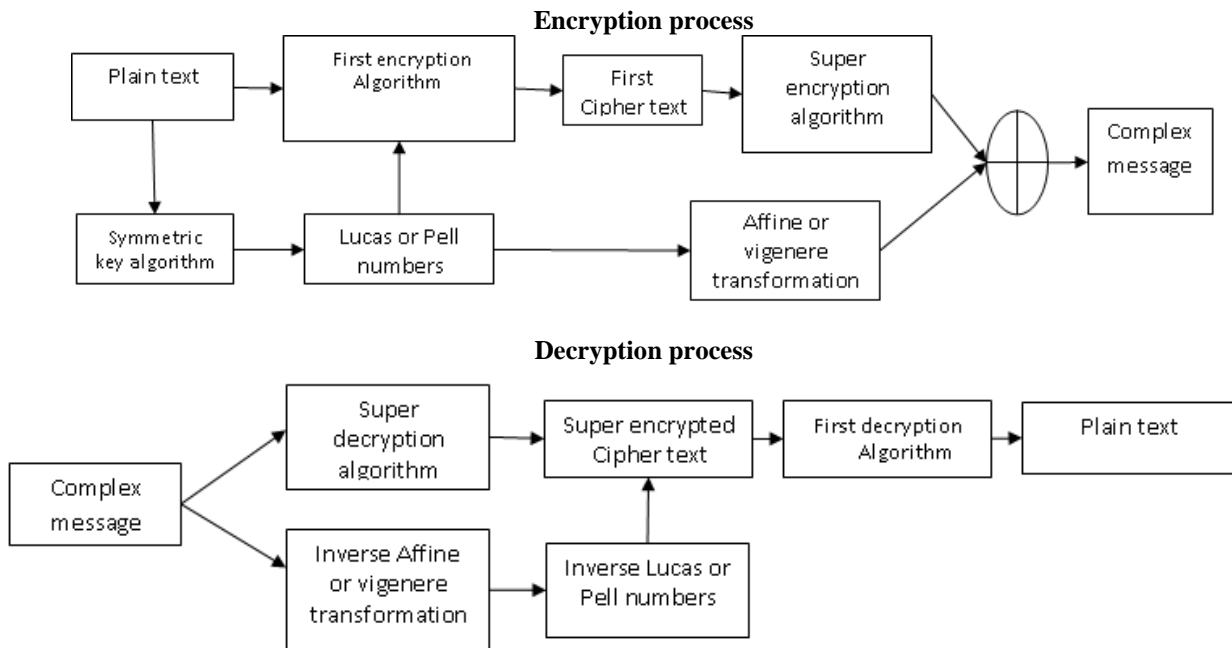 Encryption process
Plain text
First encryption
Algorithm
First
Cipher text
Super
encryption
algorithm
Complex
message
Symmetric
key algorithm
Lucas or Pell
numbers
Affine or
vigenere
transformation
Decryption process
Complex
message
Super
decryption
algorithm
Super encrypted
Cipher text
First decryption
Algorithm
Plain text
Inverse Affine
or vigenere
transformation
Inverse Lucas or
Pell numbers